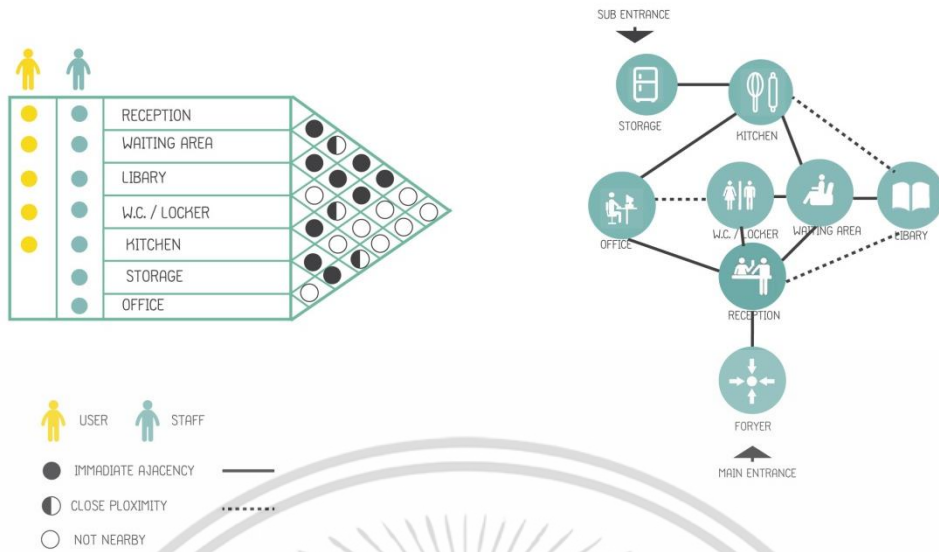 RECEPTION
WAITING AREA
LIBARY
W.C. / LOCKER
KITCHEN
STORAGE
OFFICE
USER
STAFF
IMMADIATE AJACENCY
CLOSE PLOXIMITY
NOT NEARBY
SUB ENTRANCE
STORAGE
KITCHEN
OFFICE
W.C. / LOCKER
WAITING AREA
LIBARY
RECEPTION
FORYER
MAIN ENTRANCE